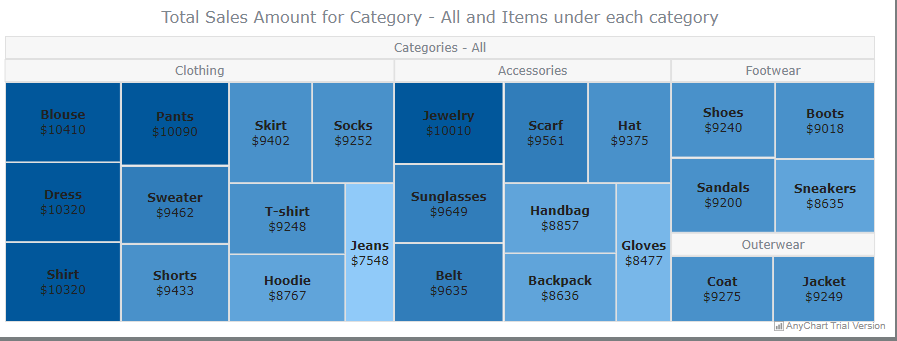 Total Sales Amount for Category - All and Items under each category
Categories - All
Clothing
Blouse
$10410
Dress
$10320
Shirt
$10320
Pants
$10090
Sweater
$9462
Shorts
$9433
Skirt
$9402
Socks
$9252
T-shirt
$9248
Hoodie
$8767
Jeans
$7548
Accessories
Jewelry
$10010
Sunglasses
$9649
Belt
$9635
Scarf
$9561
Hat
$9375
Handbag
$8857
Backpack
$8636
Gloves
$8477
Footwear
Shoes
$9240
Boots
$9018
Sandals
$9200
Sneakers
$8635
Outerwear
Coat
$9275
Jacket
$9249
AnyChart Trial Version